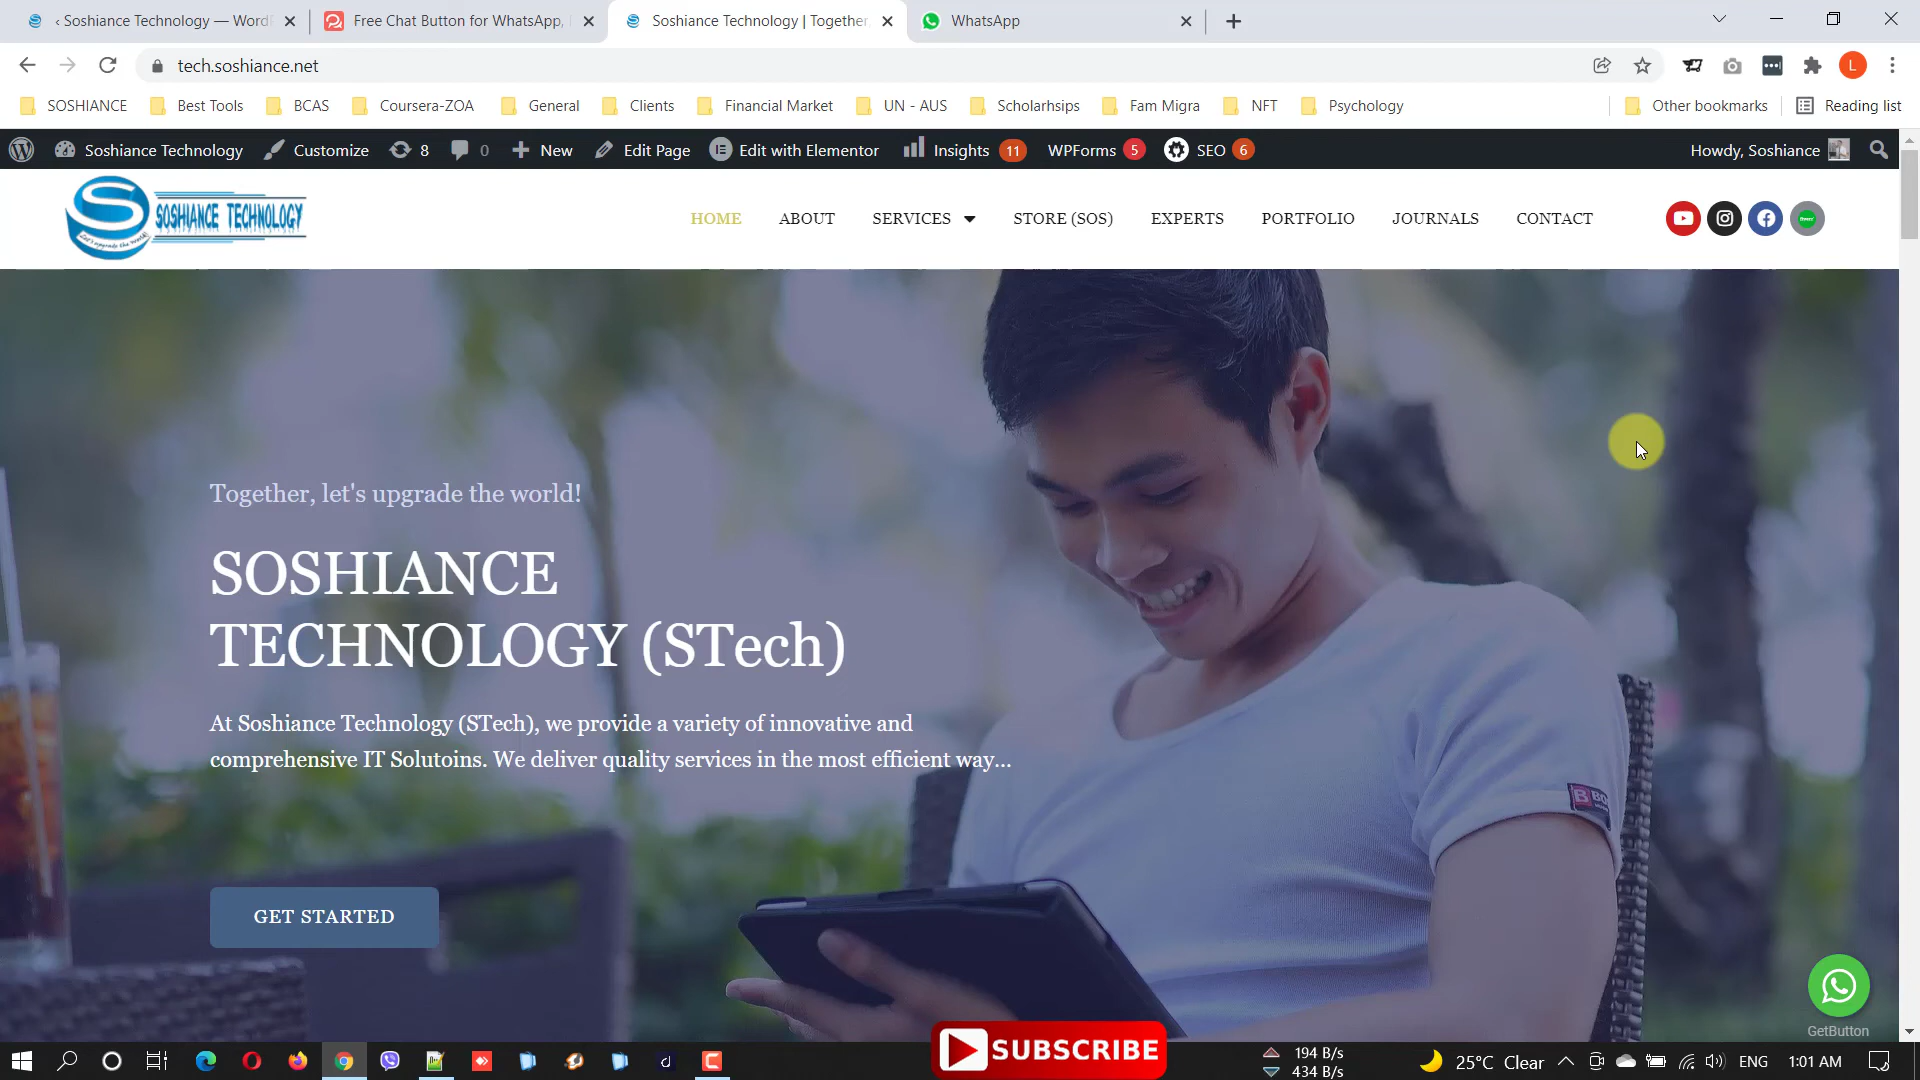 ‹ Soshiance Technology — WordP
Free Chat Button for WhatsApp,
Soshiance Technology | Together
WhatsApp
tech.soshiance.net
L
SOSHIANCE
Best Tools
BCAS
Coursera-ZOA
General
Clients
Financial Market
UN - AUS
Scholarhsips
Fam Migra
NFT
Psychology
Other bookmarks
Reading list
Soshiance Technology
Customize
8
0
New
Edit Page
Edit with Elementor
Insights 11
WPForms 5
SEO 6
Howdy, Soshiance
SOSHIANCE TECHNOLOGY
Let's upgrade the world!
HOME
ABOUT
SERVICES
STORE (SOS)
EXPERTS
PORTFOLIO
JOURNALS
CONTACT
Together, let's upgrade the world!
SOSHIANCE
TECHNOLOGY (STech)
At Soshiance Technology (STech), we provide a variety of innovative and
comprehensive IT Solutoins. We deliver quality services in the most efficient way...
GET STARTED
GetButton
SUBSCRIBE
194 B/s
434 B/s
25°C Clear
ENG
1:01 AM